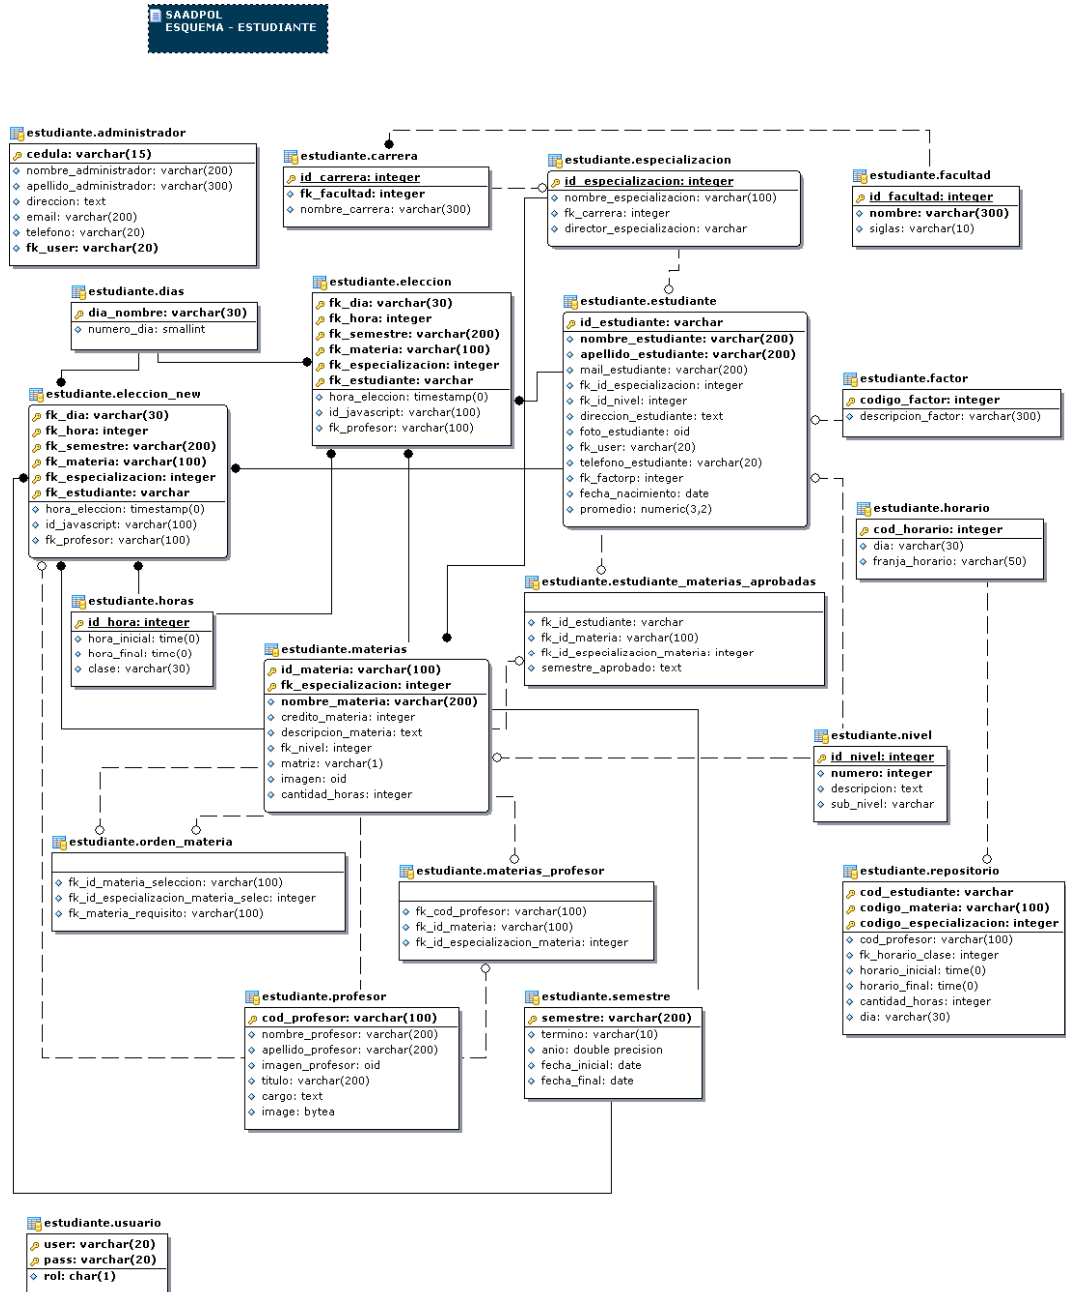 SAADPOL
ESQUEMA - ESTUDIANTE
estudiante.administrador
cedula: varchar(15)
nombre_administrador: varchar(200)
apellido_administrador: varchar(300)
direccion: text
email: varchar(200)
telefono: varchar(20)
fk_user: varchar(20)
estudiante.carrera
id_carrera: integer
fk_facultad: integer
nombre_carrera: varchar(300)
estudiante.especializacion
id_especializacion: integer
nombre_especializacion: varchar(100)
fk_carrera: integer
director_especializacion: varchar
estudiante.facultad
id_facultad: integer
nombre: varchar(300)
siglas: varchar(10)
estudiante.dias
dia_nombre: varchar(30)
numero_dia: smallint
estudiante.eleccion
fk_dia: varchar(30)
fk_hora: integer
fk_semestre: varchar(200)
fk_materia: varchar(100)
fk_especializacion: integer
fk_estudiante: varchar
hora_eleccion: timestamp(0)
id_javascript: varchar(100)
fk_profesor: varchar(100)
estudiante.estudiante
id_estudiante: varchar
nombre_estudiante: varchar(200)
apellido_estudiante: varchar(200)
mail_estudiante: varchar(200)
fk_id_especializacion: integer
fk_id_nivel: integer
direccion_estudiante: text
foto_estudiante: oid
fk_user: varchar(20)
telefono_estudiante: varchar(20)
fk_factorp: integer
fecha_nacimiento: date
promedio: numeric(3,2)
estudiante.factor
codigo_factor: integer
descripcion_factor: varchar(300)
estudiante.eleccion_new
fk_dia: varchar(30)
fk_hora: integer
fk_semestre: varchar(200)
fk_materia: varchar(100)
fk_especializacion: integer
fk_estudiante: varchar
hora_eleccion: timestamp(0)
id_javascript: varchar(100)
fk_profesor: varchar(100)
estudiante.horario
cod_horario: integer
dia: varchar(30)
franja_horario: varchar(50)
estudiante.horas
id_hora: integer
hora_inicial: time(0)
hora_final: time(0)
clase: varchar(30)
estudiante.estudiante_materias_aprobadas
fk_id_estudiante: varchar
fk_id_materia: varchar(100)
fk_id_especializacion_materia: integer
semestre_aprobado: text
estudiante.materias
id_materia: varchar(100)
fk_especializacion: integer
nombre_materia: varchar(200)
credito_materia: integer
descripcion_materia: text
fk_nivel: integer
matriz: varchar(1)
imagen: oid
cantidad_horas: integer
estudiante.nivel
id_nivel: integer
numero: integer
descripcion: text
sub_nivel: varchar
estudiante.orden_materia
fk_id_materia_seleccion: varchar(100)
fk_id_especializacion_materia_selec: integer
fk_materia_requisito: varchar(100)
estudiante.materias_profesor
fk_cod_profesor: varchar(100)
fk_id_materia: varchar(100)
fk_id_especializacion_materia: integer
estudiante.repositorio
cod_estudiante: varchar
codigo_materia: varchar(100)
codigo_especializacion: integer
cod_profesor: varchar(100)
fk_horario_clase: integer
horario_inicial: time(0)
horario_final: time(0)
cantidad_horas: integer
dia: varchar(30)
estudiante.profesor
cod_profesor: varchar(100)
nombre_profesor: varchar(200)
apellido_profesor: varchar(200)
imagen_profesor: oid
titulo: varchar(200)
cargo: text
image: bytea
estudiante.semestre
semestre: varchar(200)
termino: varchar(10)
anio: double precision
fecha_inicial: date
fecha_final: date
estudiante.usuario
user: varchar(20)
pass: varchar(20)
rol: char(1)